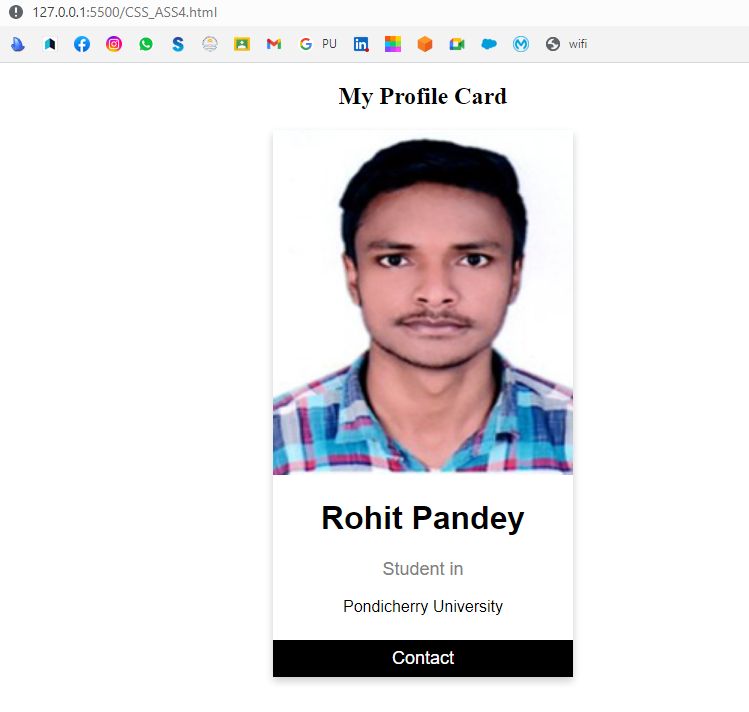 127.0.0.1:5500/CSS_ASS4.html
PU
wifi
My Profile Card
Rohit Pandey
Student in
Pondicherry University
Contact